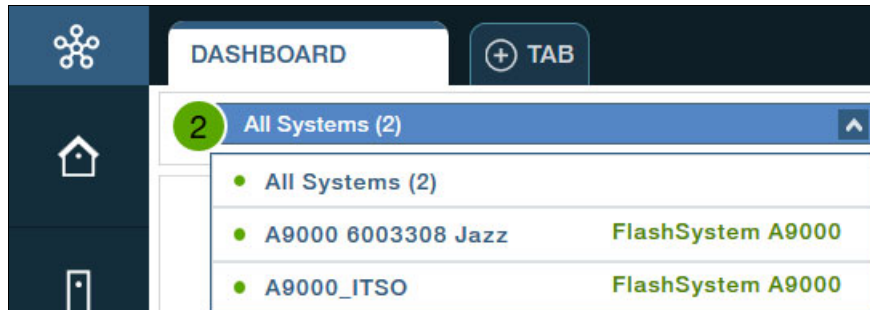 DASHBOARD + TAB
2 All Systems (2)
All Systems (2)
A9000 6003308 Jazz FlashSystem A9000
A9000_ITSO FlashSystem A9000